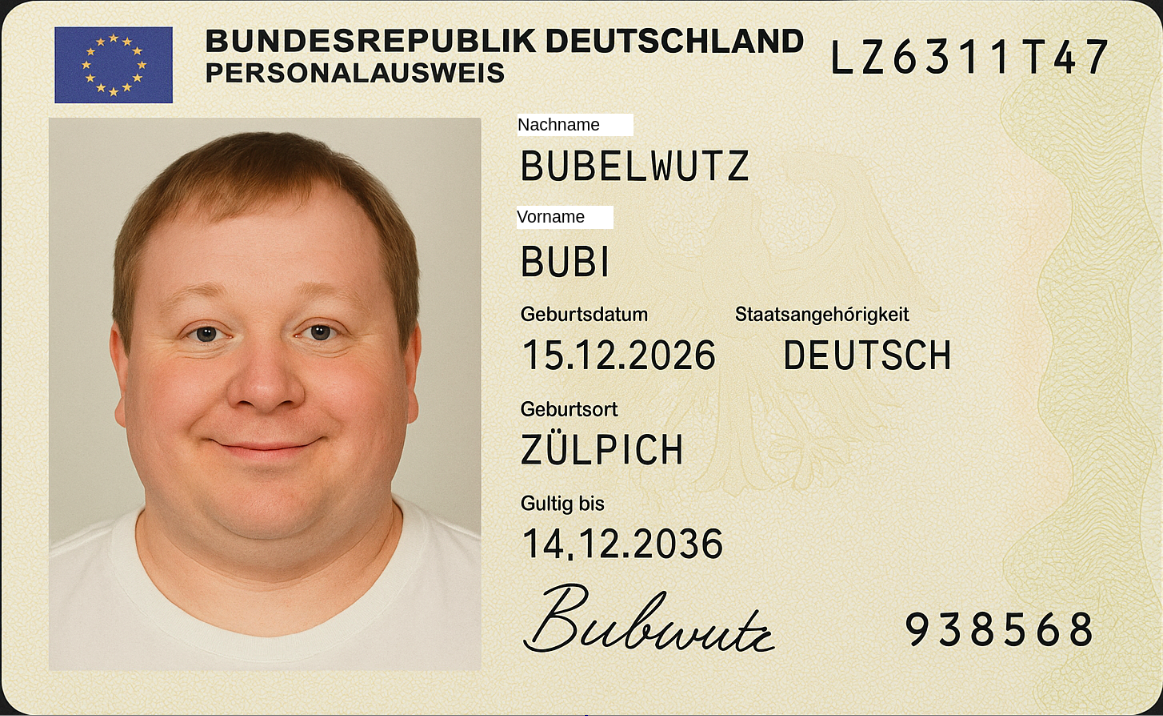 BUNDESREPUBLIK DEUTSCHLAND
PERSONALAUSWEIS
LZ6311T47
Nachname
BUBELWUTZ
Vorname
BUBI
Geburtsdatum Staatsangehórigkeit
15.12.2026 DEUTSCH
Geburtsort
ZÜLPICH
Gultig bis
14,12.2036
Bubwutz
938568